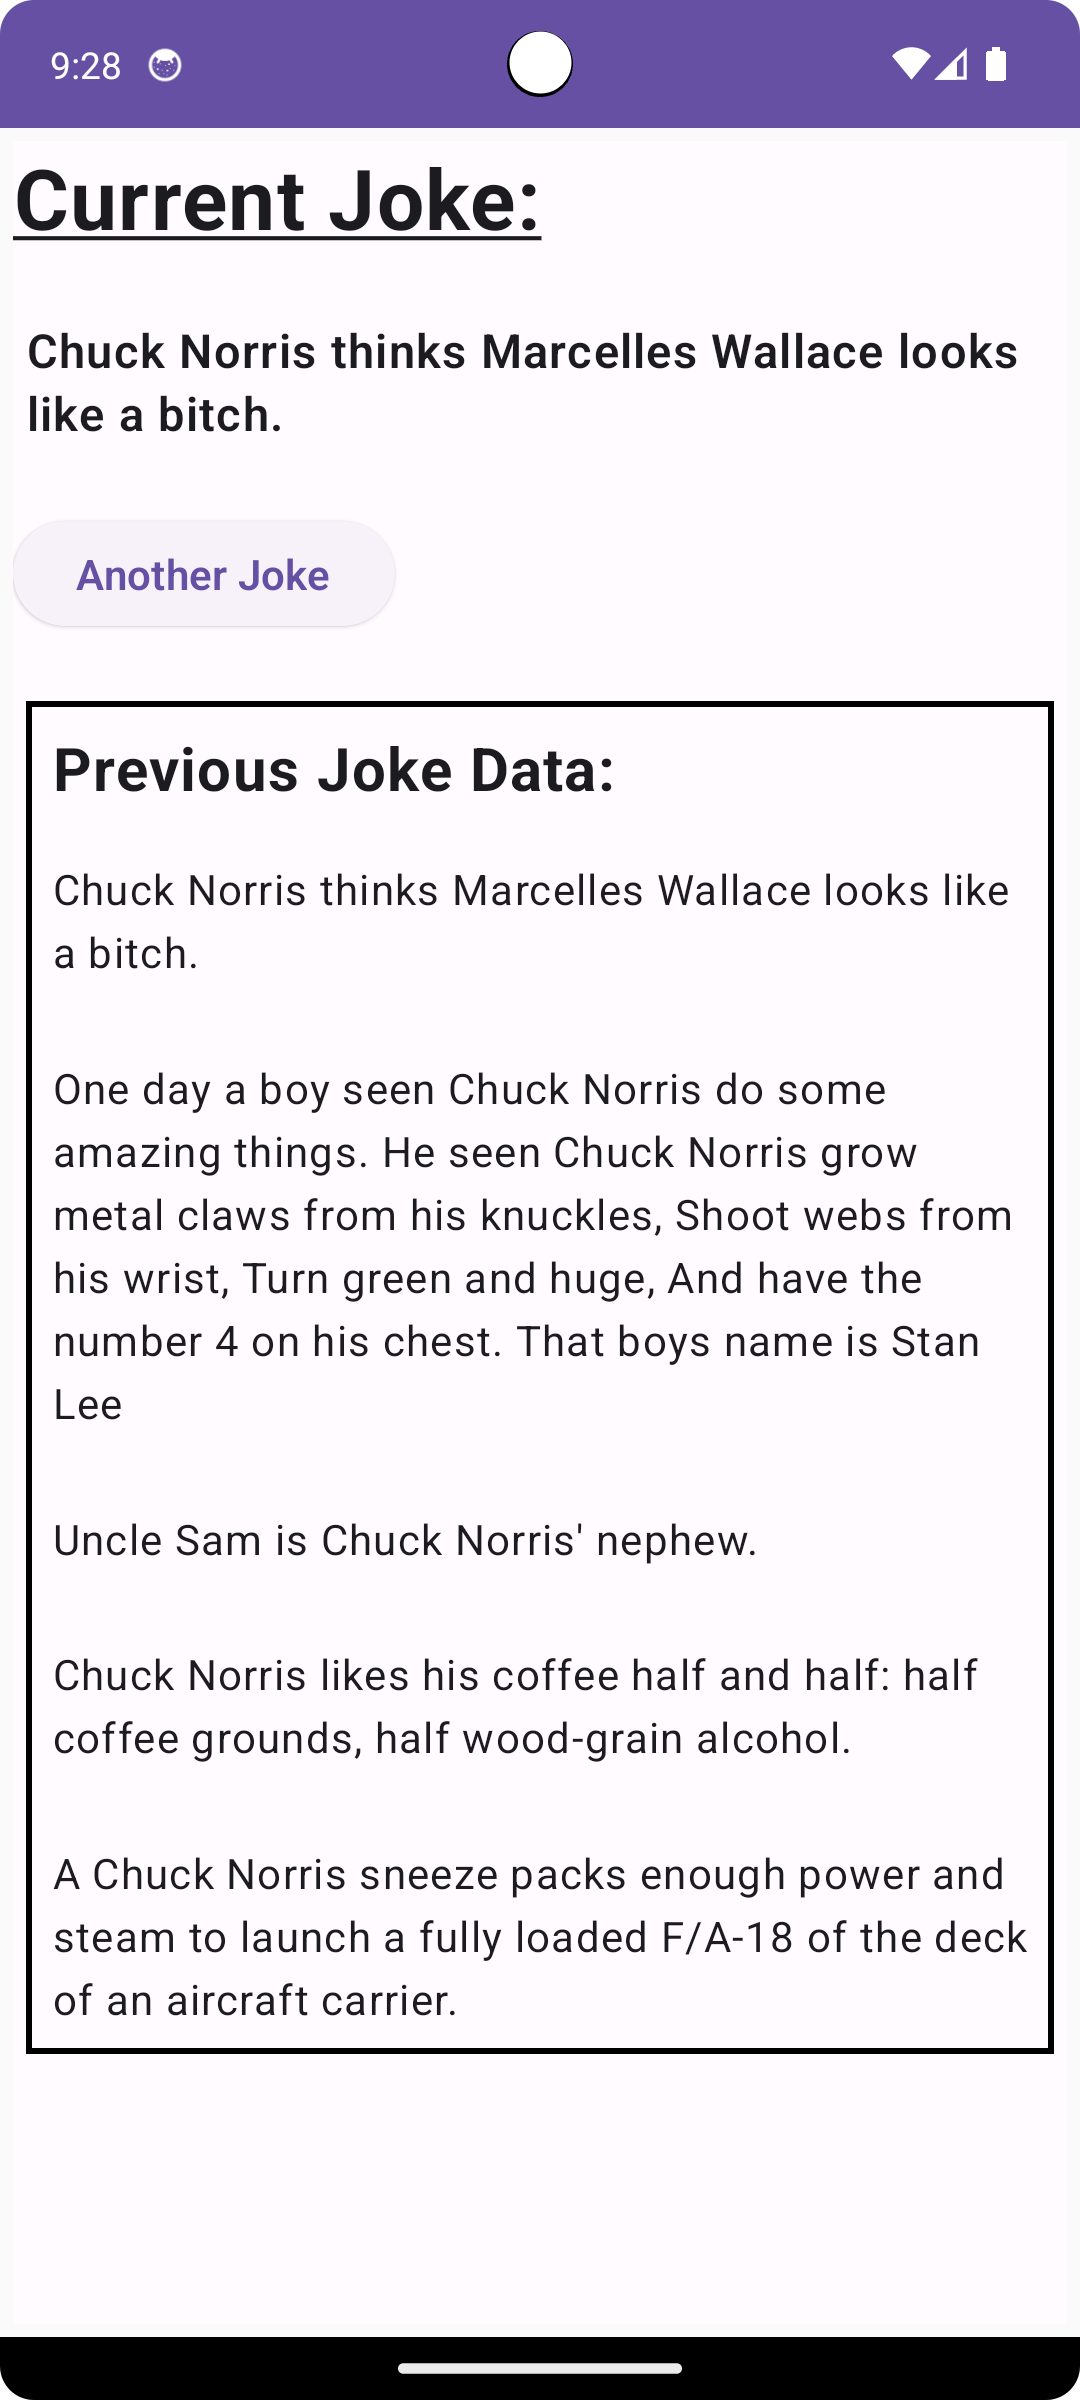 9:28
Current Joke:
Chuck Norris thinks Marcelles Wallace looks
like a bitch.
Another Joke
Previous Joke Data:
Chuck Norris thinks Marcelles Wallace looks like
a bitch.
One day a boy seen Chuck Norris do some
amazing things. He seen Chuck Norris grow
metal claws from his knuckles, Shoot webs from
his wrist, Turn green and huge, And have the
number 4 on his chest. That boys name is Stan
Lee
Uncle Sam is Chuck Norris' nephew.
Chuck Norris likes his coffee half and half: half
coffee grounds, half wood-grain alcohol.
A Chuck Norris sneeze packs enough power and
steam to launch a fully loaded F/A-18 of the deck
of an aircraft carrier.